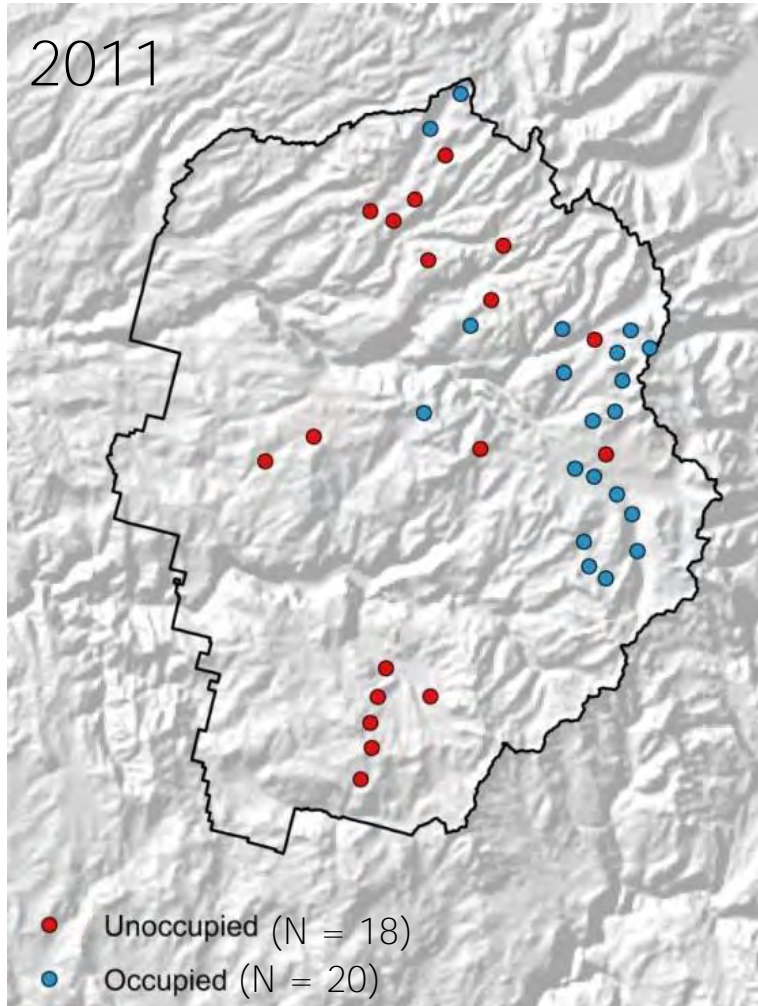 2011
Unoccupied (N = 18)
Occupied (N = 20)